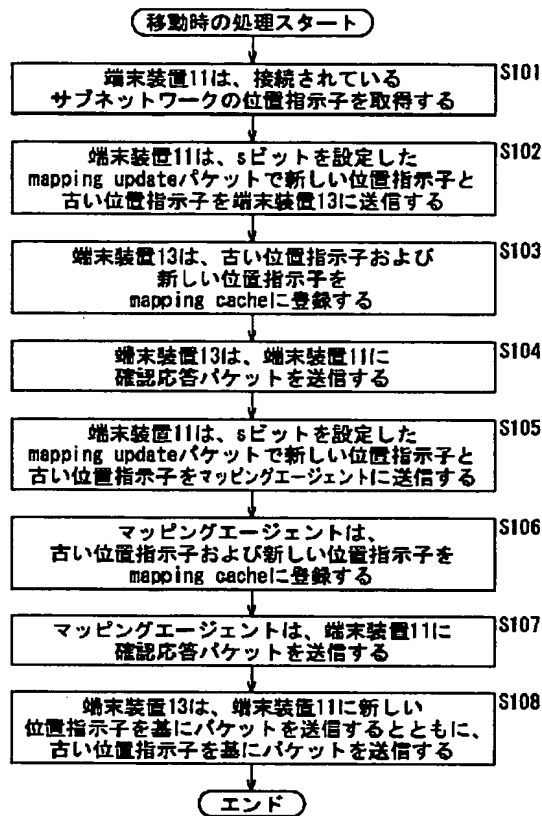 移動時の処理スタート
S101
端末装置11は、接続されている
サブネットワークの位置指示子を取得する
S102
端末装置11は、sビットを設定した
mapping updateパケットで新しい位置指示子と
古い位置指示子を端末装置13に送信する
S103
端末装置13は、古い位置指示子および
新しい位置指示子を
mapping cacheに登録する
S104
端末装置13は、端末装置11に
確認応答パケットを送信する
S105
端末装置11は、sビットを設定した
mapping updateパケットで新しい位置指示子と
古い位置指示子をマッピングエージェントに送信する
S106
マッピングエージェントは、
古い位置指示子および新しい位置指示子を
mapping cacheに登録する
S107
マッピングエージェントは、端末装置11に
確認応答パケットを送信する
S108
端末装置13は、端末装置11に新しい
位置指示子を基にパケットを送信するとともに、
古い位置指示子を基にパケットを送信する
エンド